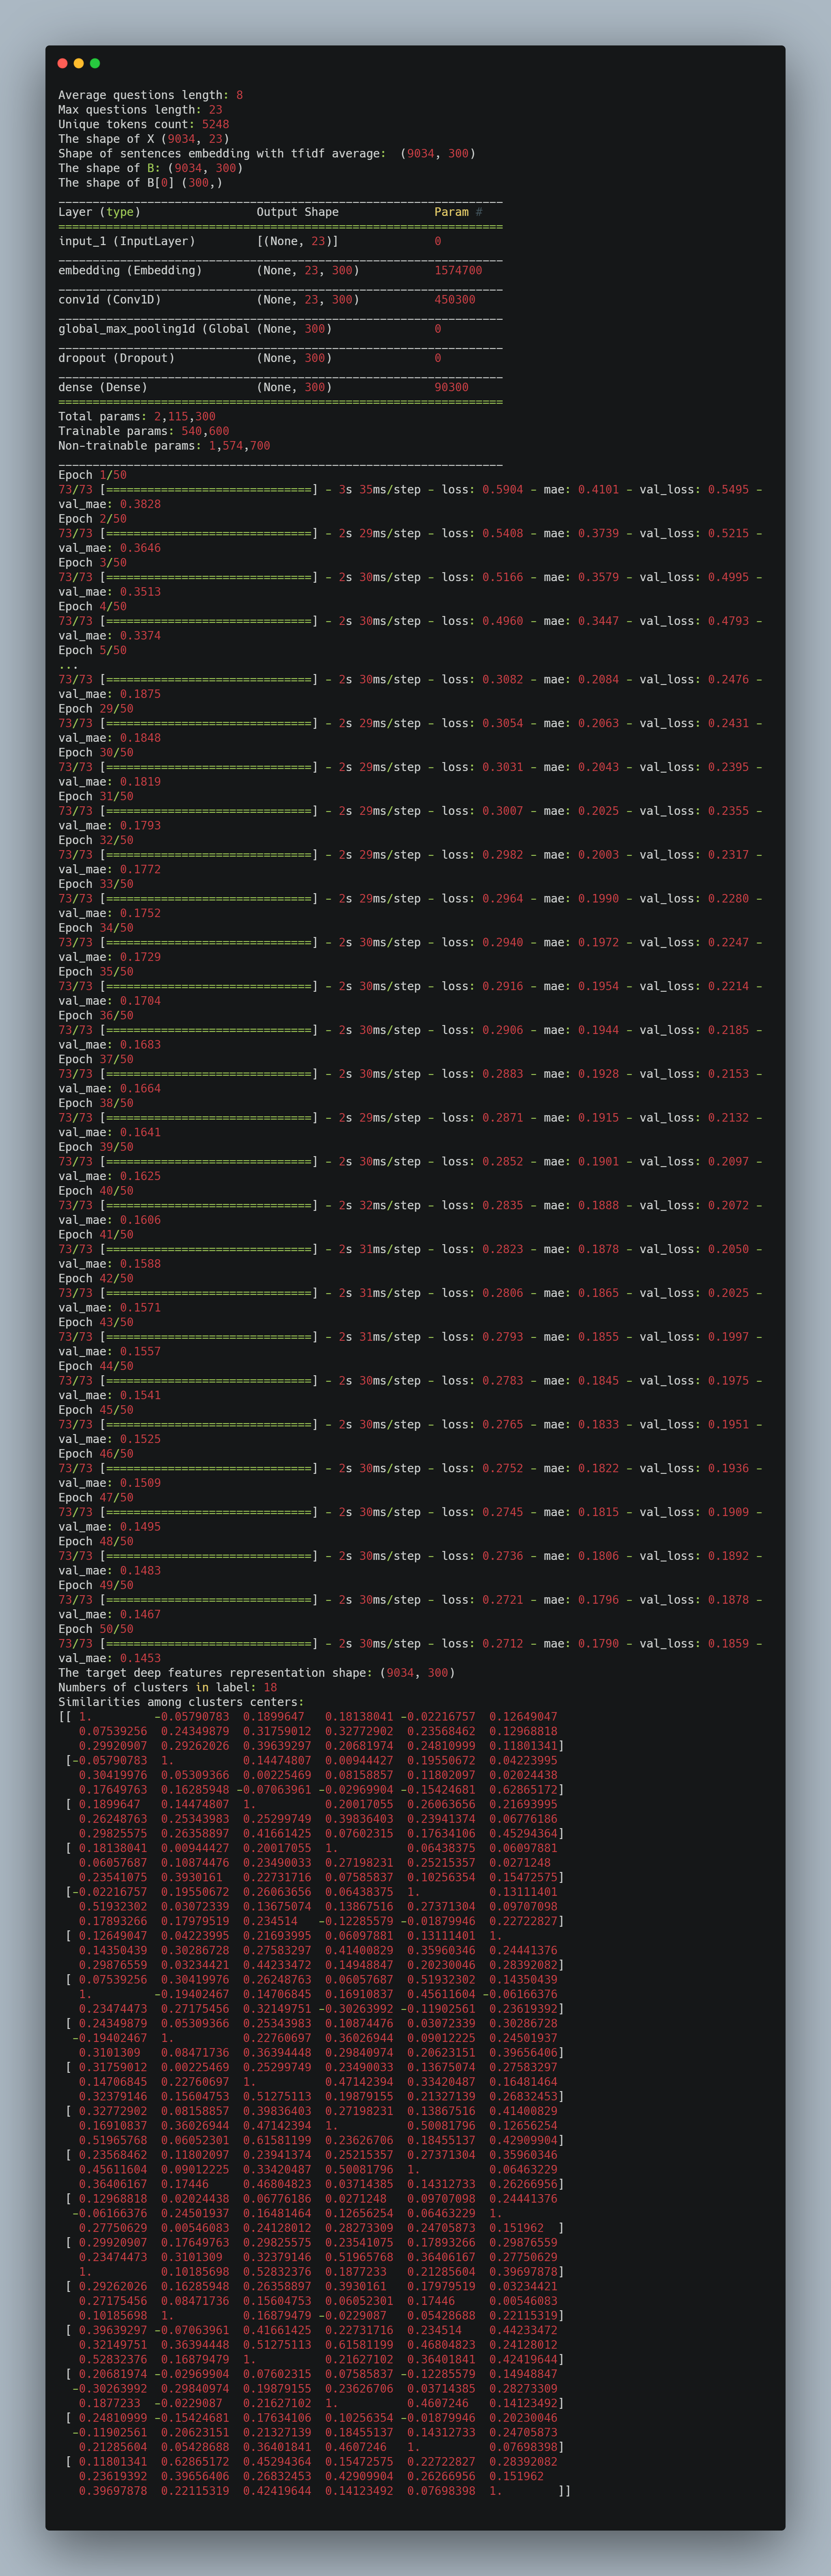 Average questions length: 8
Max questions length: 23
Unique tokens count: 5248
The shape of X (9034, 23)
Shape of sentences embedding with tfidf average:  (9034, 300)
The shape of B: (9034, 300)
The shape of B[0] (300,)
_________________________________________________________________
Layer (type)                 Output Shape              Param #
=================================================================
input_1 (InputLayer)         [(None, 23)]              0
_________________________________________________________________
embedding (Embedding)        (None, 23, 300)           1574700
_________________________________________________________________
conv1d (Conv1D)              (None, 23, 300)           450300
_________________________________________________________________
global_max_pooling1d (Global (None, 300)               0
_________________________________________________________________
dropout (Dropout)            (None, 300)               0
_________________________________________________________________
dense (Dense)                (None, 300)               90300
=================================================================
Total params: 2,115,300
Trainable params: 540,600
Non-trainable params: 1,574,700
_________________________________________________________________
Epoch 1/50
73/73 [==============================] - 3s 35ms/step - loss: 0.5904 - mae: 0.4101 - val_loss: 0.5495 -
val_mae: 0.3828
Epoch 2/50
73/73 [==============================] - 2s 29ms/step - loss: 0.5408 - mae: 0.3739 - val_loss: 0.5215 -
val_mae: 0.3646
Epoch 3/50
73/73 [==============================] - 2s 30ms/step - loss: 0.5166 - mae: 0.3579 - val_loss: 0.4995 -
val_mae: 0.3513
Epoch 4/50
73/73 [==============================] - 2s 30ms/step - loss: 0.4960 - mae: 0.3447 - val_loss: 0.4793 -
val_mae: 0.3374
Epoch 5/50
...
73/73 [==============================] - 2s 30ms/step - loss: 0.3082 - mae: 0.2084 - val_loss: 0.2476 -
val_mae: 0.1875
Epoch 29/50
73/73 [==============================] - 2s 29ms/step - loss: 0.3054 - mae: 0.2063 - val_loss: 0.2431 -
val_mae: 0.1848
Epoch 30/50
73/73 [==============================] - 2s 29ms/step - loss: 0.3031 - mae: 0.2043 - val_loss: 0.2395 -
val_mae: 0.1819
Epoch 31/50
73/73 [==============================] - 2s 29ms/step - loss: 0.3007 - mae: 0.2025 - val_loss: 0.2355 -
val_mae: 0.1793
Epoch 32/50
73/73 [==============================] - 2s 29ms/step - loss: 0.2982 - mae: 0.2003 - val_loss: 0.2317 -
val_mae: 0.1772
Epoch 33/50
73/73 [==============================] - 2s 29ms/step - loss: 0.2964 - mae: 0.1990 - val_loss: 0.2280 -
val_mae: 0.1752
Epoch 34/50
73/73 [==============================] - 2s 30ms/step - loss: 0.2940 - mae: 0.1972 - val_loss: 0.2247 -
val_mae: 0.1729
Epoch 35/50
73/73 [==============================] - 2s 30ms/step - loss: 0.2916 - mae: 0.1954 - val_loss: 0.2214 -
val_mae: 0.1704
Epoch 36/50
73/73 [==============================] - 2s 30ms/step - loss: 0.2906 - mae: 0.1944 - val_loss: 0.2185 -
val_mae: 0.1683
Epoch 37/50
73/73 [==============================] - 2s 30ms/step - loss: 0.2883 - mae: 0.1928 - val_loss: 0.2153 -
val_mae: 0.1664
Epoch 38/50
73/73 [==============================] - 2s 29ms/step - loss: 0.2871 - mae: 0.1915 - val_loss: 0.2132 -
val_mae: 0.1641
Epoch 39/50
73/73 [==============================] - 2s 30ms/step - loss: 0.2852 - mae: 0.1901 - val_loss: 0.2097 -
val_mae: 0.1625
Epoch 40/50
73/73 [==============================] - 2s 32ms/step - loss: 0.2835 - mae: 0.1888 - val_loss: 0.2072 -
val_mae: 0.1606
Epoch 41/50
73/73 [==============================] - 2s 31ms/step - loss: 0.2823 - mae: 0.1878 - val_loss: 0.2050 -
val_mae: 0.1588
Epoch 42/50
73/73 [==============================] - 2s 31ms/step - loss: 0.2806 - mae: 0.1865 - val_loss: 0.2025 -
val_mae: 0.1571
Epoch 43/50
73/73 [==============================] - 2s 31ms/step - loss: 0.2793 - mae: 0.1855 - val_loss: 0.1997 -
val_mae: 0.1557
Epoch 44/50
73/73 [==============================] - 2s 30ms/step - loss: 0.2783 - mae: 0.1845 - val_loss: 0.1975 -
val_mae: 0.1541
Epoch 45/50
73/73 [==============================] - 2s 30ms/step - loss: 0.2765 - mae: 0.1833 - val_loss: 0.1951 -
val_mae: 0.1525
Epoch 46/50
73/73 [==============================] - 2s 30ms/step - loss: 0.2752 - mae: 0.1822 - val_loss: 0.1936 -
val_mae: 0.1509
Epoch 47/50
73/73 [==============================] - 2s 30ms/step - loss: 0.2745 - mae: 0.1815 - val_loss: 0.1909 -
val_mae: 0.1495
Epoch 48/50
73/73 [==============================] - 2s 30ms/step - loss: 0.2736 - mae: 0.1806 - val_loss: 0.1892 -
val_mae: 0.1483
Epoch 49/50
73/73 [==============================] - 2s 30ms/step - loss: 0.2721 - mae: 0.1796 - val_loss: 0.1878 -
val_mae: 0.1467
Epoch 50/50
73/73 [==============================] - 2s 30ms/step - loss: 0.2712 - mae: 0.1790 - val_loss: 0.1859 -
val_mae: 0.1453
The target deep features representation shape: (9034, 300)
Numbers of clusters in label: 18
Similarities among clusters centers:
[[ 1.         -0.05790783  0.1899647   0.18138041 -0.02216757  0.12649047
   0.07539256  0.24349879  0.31759012  0.32772902  0.23568462  0.12968818
   0.29920907  0.29262026  0.39639297  0.20681974  0.24810999  0.11801341]
 [-0.05790783  1.          0.14474807  0.00944427  0.19550672  0.04223995
   0.30419976  0.05309366  0.00225469  0.08158857  0.11802097  0.02024438
   0.17649763  0.16285948 -0.07063961 -0.02969904 -0.15424681  0.62865172]
 [ 0.1899647   0.14474807  1.          0.20017055  0.26063656  0.21693995
   0.26248763  0.25343983  0.25299749  0.39836403  0.23941374  0.06776186
   0.29825575  0.26358897  0.41661425  0.07602315  0.17634106  0.45294364]
 [ 0.18138041  0.00944427  0.20017055  1.          0.06438375  0.06097881
   0.06057687  0.10874476  0.23490033  0.27198231  0.25215357  0.0271248
   0.23541075  0.3930161   0.22731716  0.07585837  0.10256354  0.15472575]
 [-0.02216757  0.19550672  0.26063656  0.06438375  1.          0.13111401
   0.51932302  0.03072339  0.13675074  0.13867516  0.27371304  0.09707098
   0.17893266  0.17979519  0.234514   -0.12285579 -0.01879946  0.22722827]
 [ 0.12649047  0.04223995  0.21693995  0.06097881  0.13111401  1.
   0.14350439  0.30286728  0.27583297  0.41400829  0.35960346  0.24441376
   0.29876559  0.03234421  0.44233472  0.14948847  0.20230046  0.28392082]
 [ 0.07539256  0.30419976  0.26248763  0.06057687  0.51932302  0.14350439
   1.         -0.19402467  0.14706845  0.16910837  0.45611604 -0.06166376
   0.23474473  0.27175456  0.32149751 -0.30263992 -0.11902561  0.23619392]
 [ 0.24349879  0.05309366  0.25343983  0.10874476  0.03072339  0.30286728
  -0.19402467  1.          0.22760697  0.36026944  0.09012225  0.24501937
   0.3101309   0.08471736  0.36394448  0.29840974  0.20623151  0.39656406]
 [ 0.31759012  0.00225469  0.25299749  0.23490033  0.13675074  0.27583297
   0.14706845  0.22760697  1.          0.47142394  0.33420487  0.16481464
   0.32379146  0.15604753  0.51275113  0.19879155  0.21327139  0.26832453]
 [ 0.32772902  0.08158857  0.39836403  0.27198231  0.13867516  0.41400829
   0.16910837  0.36026944  0.47142394  1.          0.50081796  0.12656254
   0.51965768  0.06052301  0.61581199  0.23626706  0.18455137  0.42909904]
 [ 0.23568462  0.11802097  0.23941374  0.25215357  0.27371304  0.35960346
   0.45611604  0.09012225  0.33420487  0.50081796  1.          0.06463229
   0.36406167  0.17446     0.46804823  0.03714385  0.14312733  0.26266956]
 [ 0.12968818  0.02024438  0.06776186  0.0271248   0.09707098  0.24441376
  -0.06166376  0.24501937  0.16481464  0.12656254  0.06463229  1.
   0.27750629  0.00546083  0.24128012  0.28273309  0.24705873  0.151962  ]
 [ 0.29920907  0.17649763  0.29825575  0.23541075  0.17893266  0.29876559
   0.23474473  0.3101309   0.32379146  0.51965768  0.36406167  0.27750629
   1.          0.10185698  0.52832376  0.1877233   0.21285604  0.39697878]
 [ 0.29262026  0.16285948  0.26358897  0.3930161   0.17979519  0.03234421
   0.27175456  0.08471736  0.15604753  0.06052301  0.17446     0.00546083
   0.10185698  1.          0.16879479 -0.0229087   0.05428688  0.22115319]
 [ 0.39639297 -0.07063961  0.41661425  0.22731716  0.234514    0.44233472
   0.32149751  0.36394448  0.51275113  0.61581199  0.46804823  0.24128012
   0.52832376  0.16879479  1.          0.21627102  0.36401841  0.42419644]
 [ 0.20681974 -0.02969904  0.07602315  0.07585837 -0.12285579  0.14948847
  -0.30263992  0.29840974  0.19879155  0.23626706  0.03714385  0.28273309
   0.1877233  -0.0229087   0.21627102  1.          0.4607246   0.14123492]
 [ 0.24810999 -0.15424681  0.17634106  0.10256354 -0.01879946  0.20230046
  -0.11902561  0.20623151  0.21327139  0.18455137  0.14312733  0.24705873
   0.21285604  0.05428688  0.36401841  0.4607246   1.          0.07698398]
 [ 0.11801341  0.62865172  0.45294364  0.15472575  0.22722827  0.28392082
   0.23619392  0.39656406  0.26832453  0.42909904  0.26266956  0.151962
   0.39697878  0.22115319  0.42419644  0.14123492  0.07698398  1.        ]]